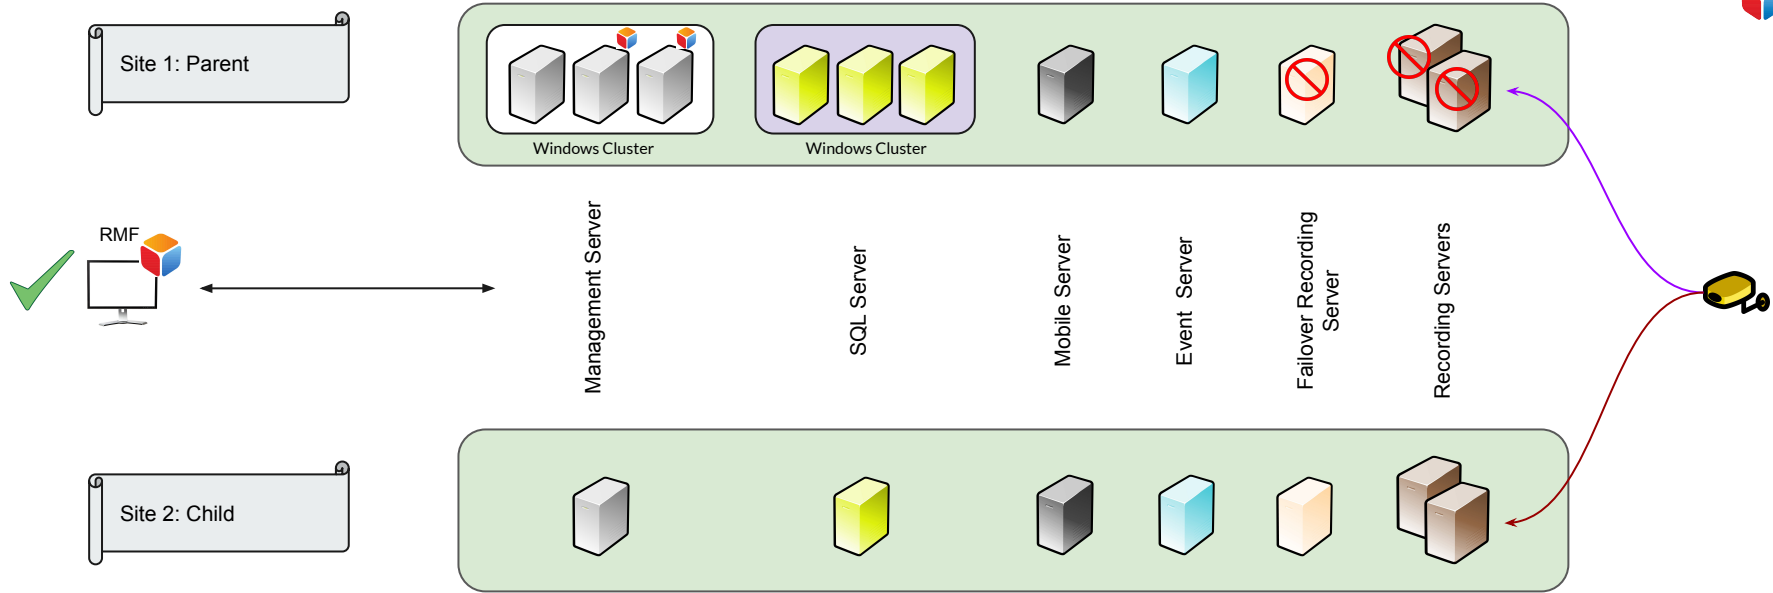 Site 1: Parent
Windows Cluster
Windows Cluster
RMF
Management Server
SQL Server
Mobile Server
Event  Server
Failover Recording
Server
Recording Servers
Site 2: Child